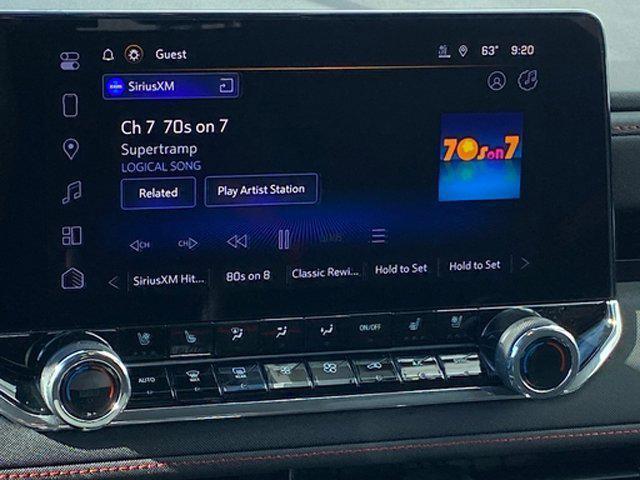 Guest
63° 9:20
SiriusXM
Ch 7 70s on 7
Supertramp
LOGICAL SONG
Related
Play Artist Station
70s on 7
CH
CH
SiriusXM Hit...
80s on 8
Classic Rewi...
Hold to Set
Hold to Set
ON/OFF
AUTO